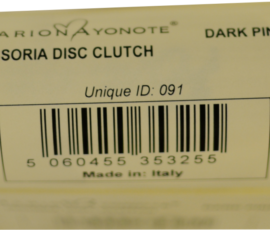 ARION AYONOTE®
SORIA DISC CLUTCH DARK PIN
Unique ID: 091
5 060455 353255
Made in: Italy